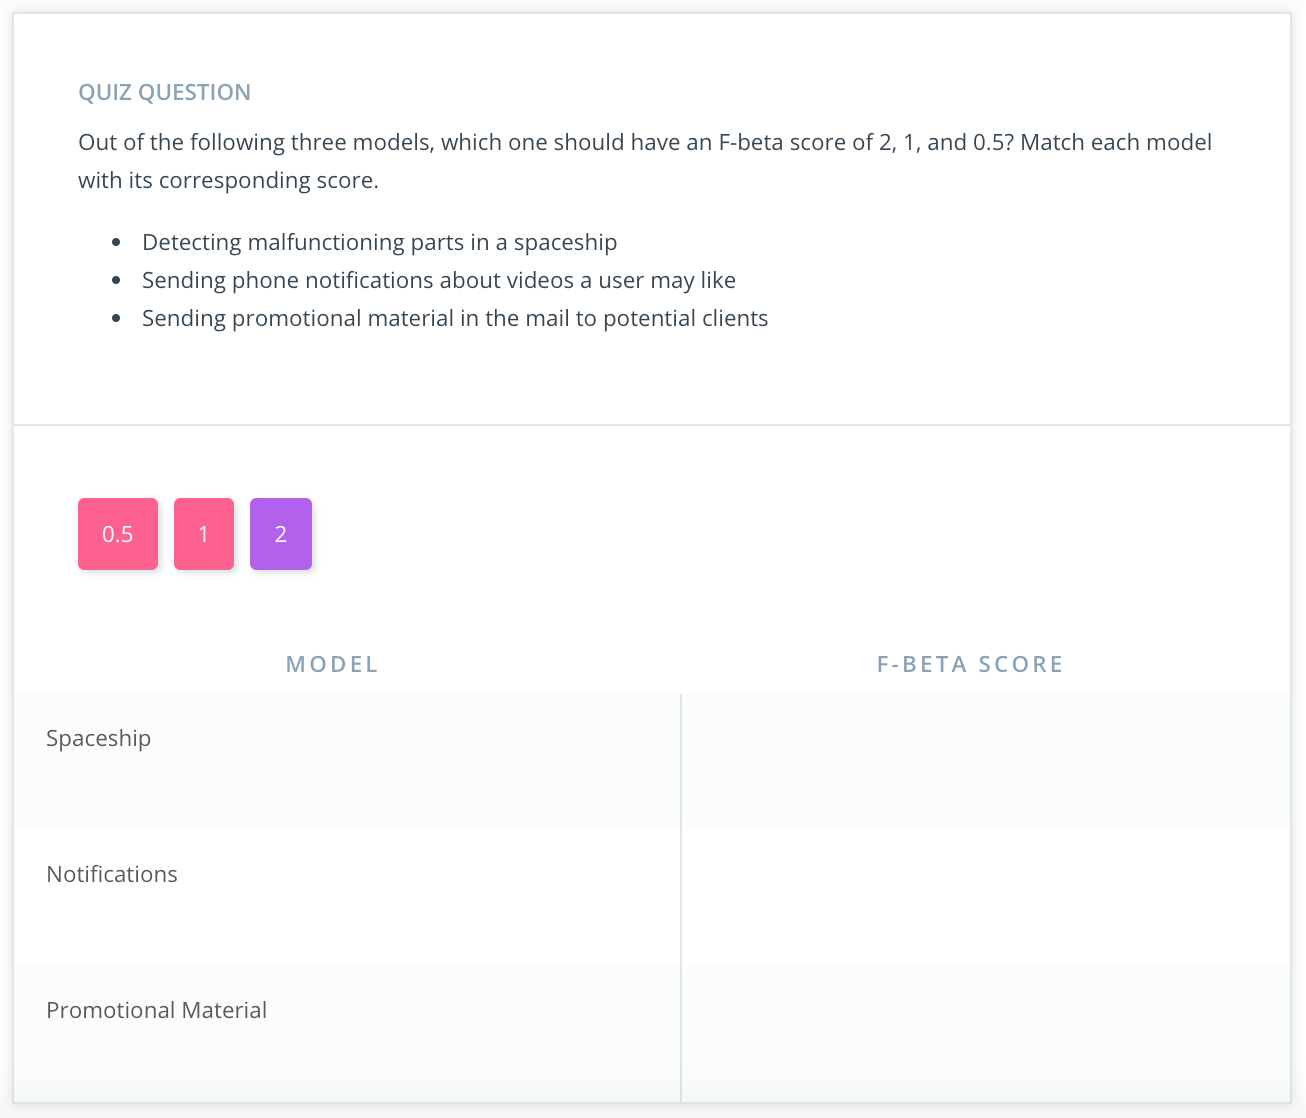 QUIZ QUESTION
Out of the following three models, which one should have an F-beta score of 2, 1, and 0.5? Match each model
with its corresponding score.
• Detecting malfunctioning parts in a spaceship
• Sending phone notifications about videos a user may like
• Sending promotional material in the mail to potential clients
0.5 1 2
MODEL F-BETA SCORE
Spaceship
Notifications
Promotional Material